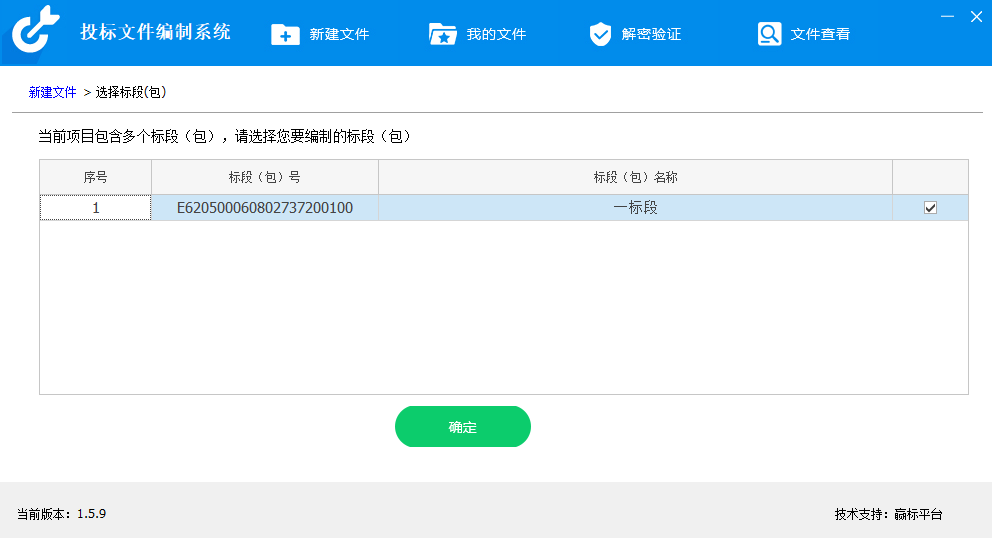 投标文件编制系统 新建文件 我的文件 解密验证 文件查看
新建文件 > 选择标段(包)
当前项目包含多个标段（包），请选择您要编制的标段（包）
序号 标段（包）号 标段（包）名称
1 E6205000608027372001​00 一标段
确定
当前版本：1.5.9 技术支持：赢标平台